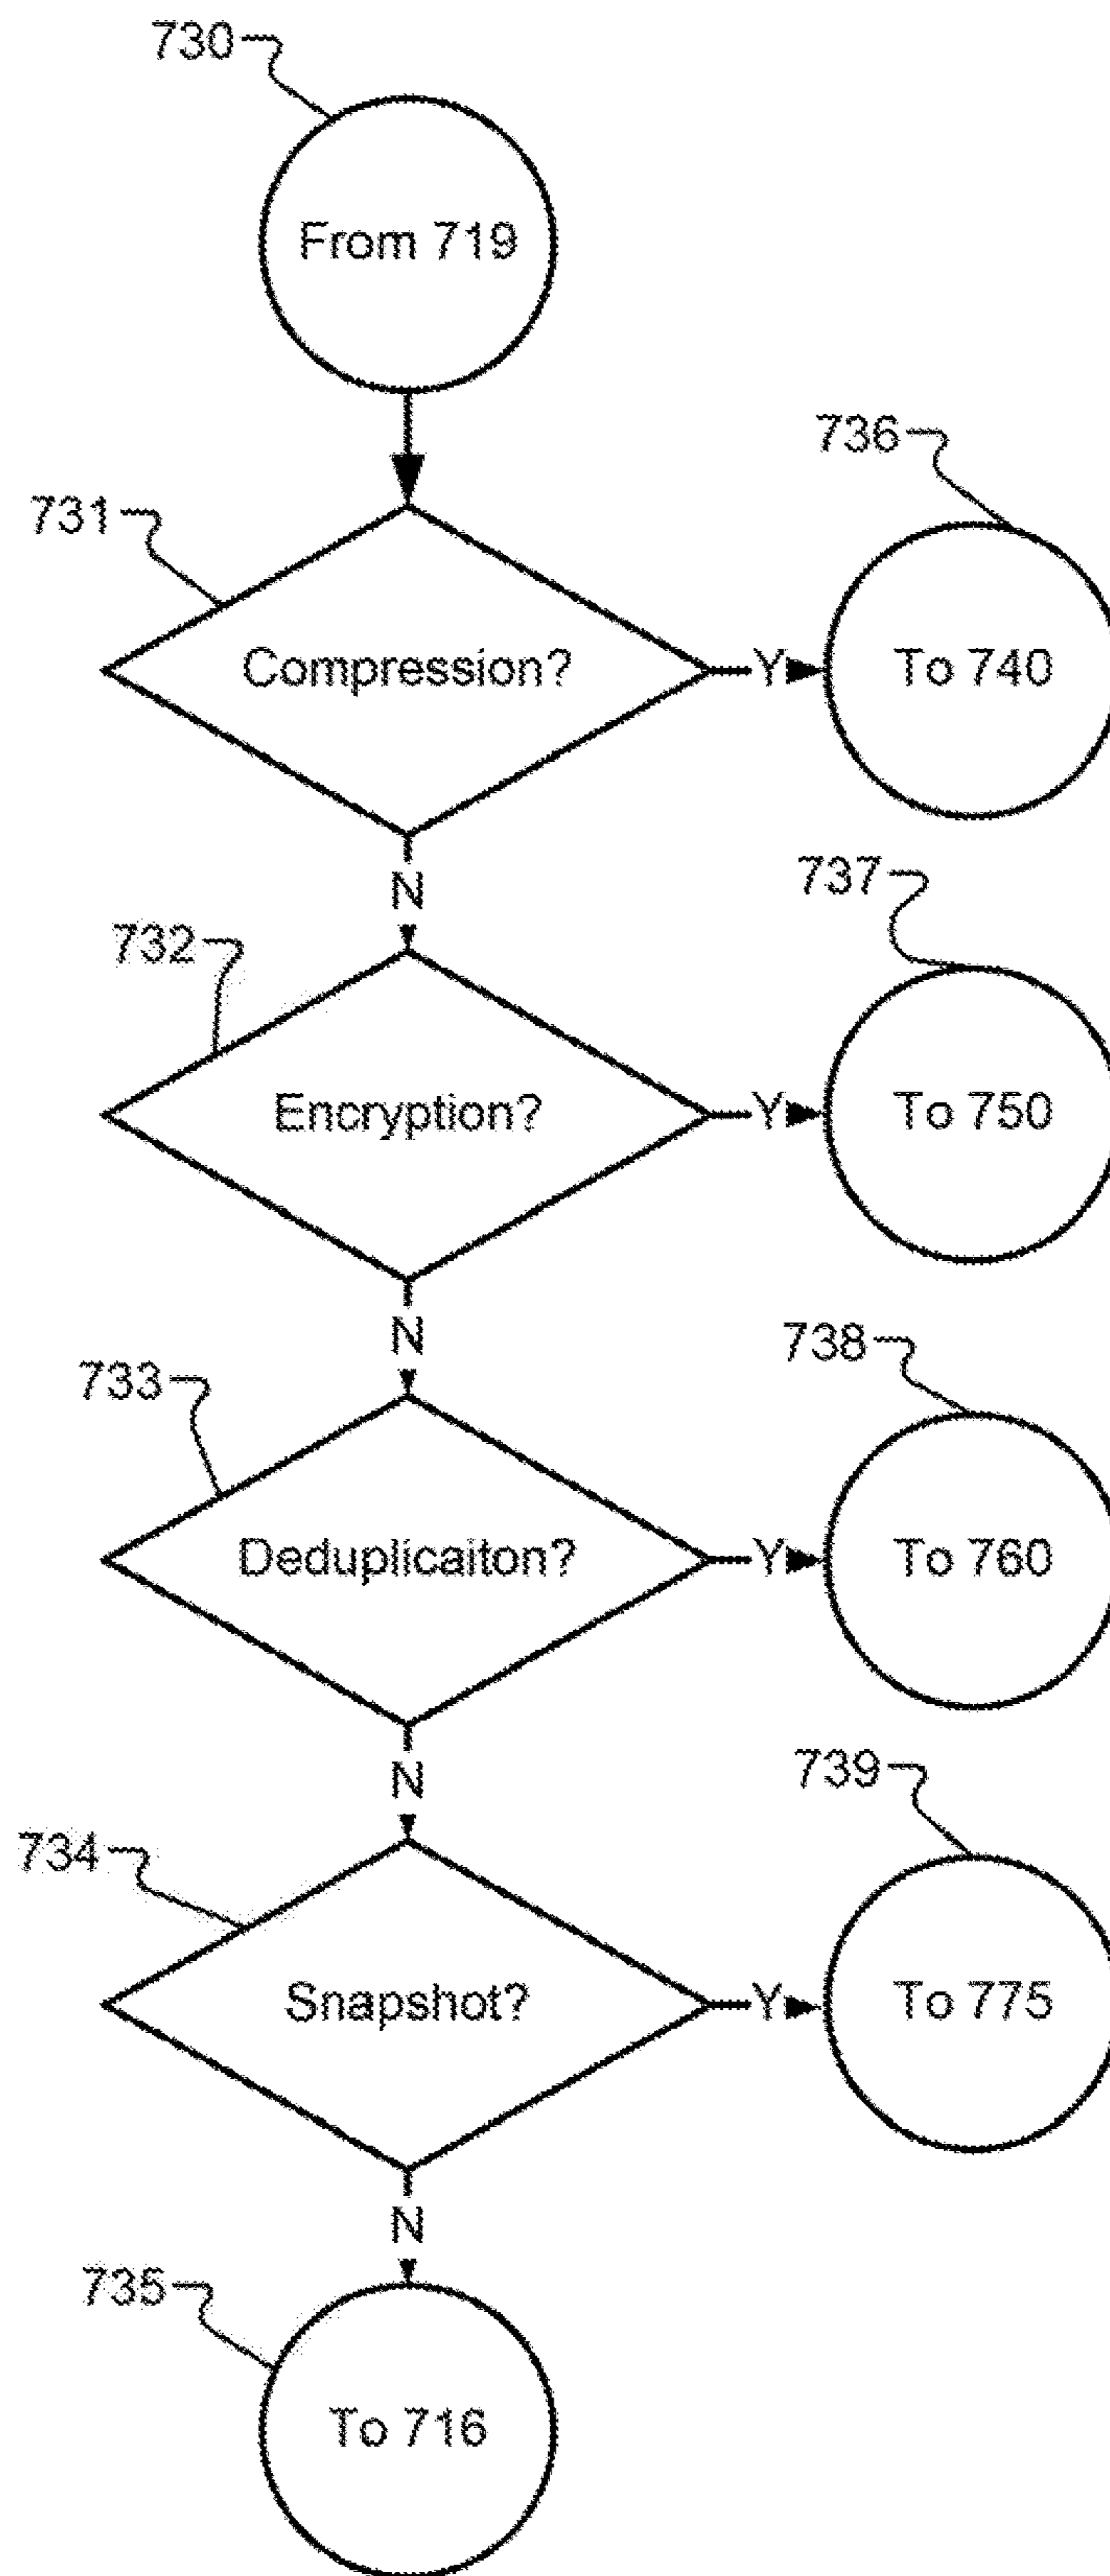 730
From 719
736
731
Compression?
Y
To 740
N
737
732
Encryption?
Y
To 750
N
738
733
Deduplicaiton?
Y
To 760
N
739
734
Snapshot?
Y
To 775
N
735
To 716